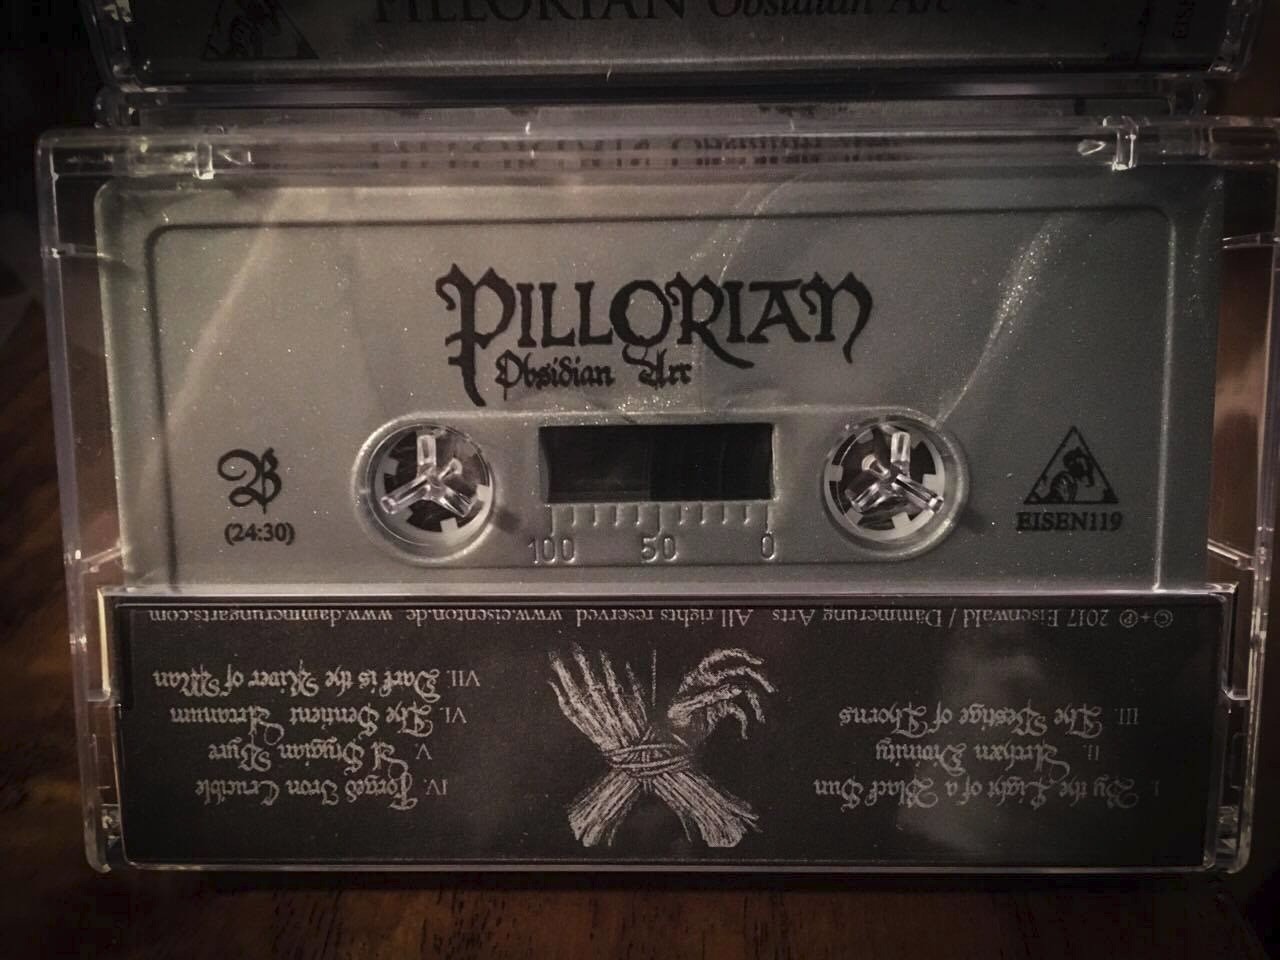 PILLORIAN Obsidian Arc
PILLORIAN
Obsidian Arc
B
(24:30)
100 50 0
EISEN119
I. By the Light of a Black Sun
II. Archaen Divinity
III. The Vestige of Thorns
IV. Forged Iron Crucible
V. A Stygian Pyre
VI. The Sentient Arcanum
VII. Dark is the River of Man
©+℗ 2017 Eisenwald / Dämmerung Arts All rights reserved www.eisenton.de www.dammerungarts.com